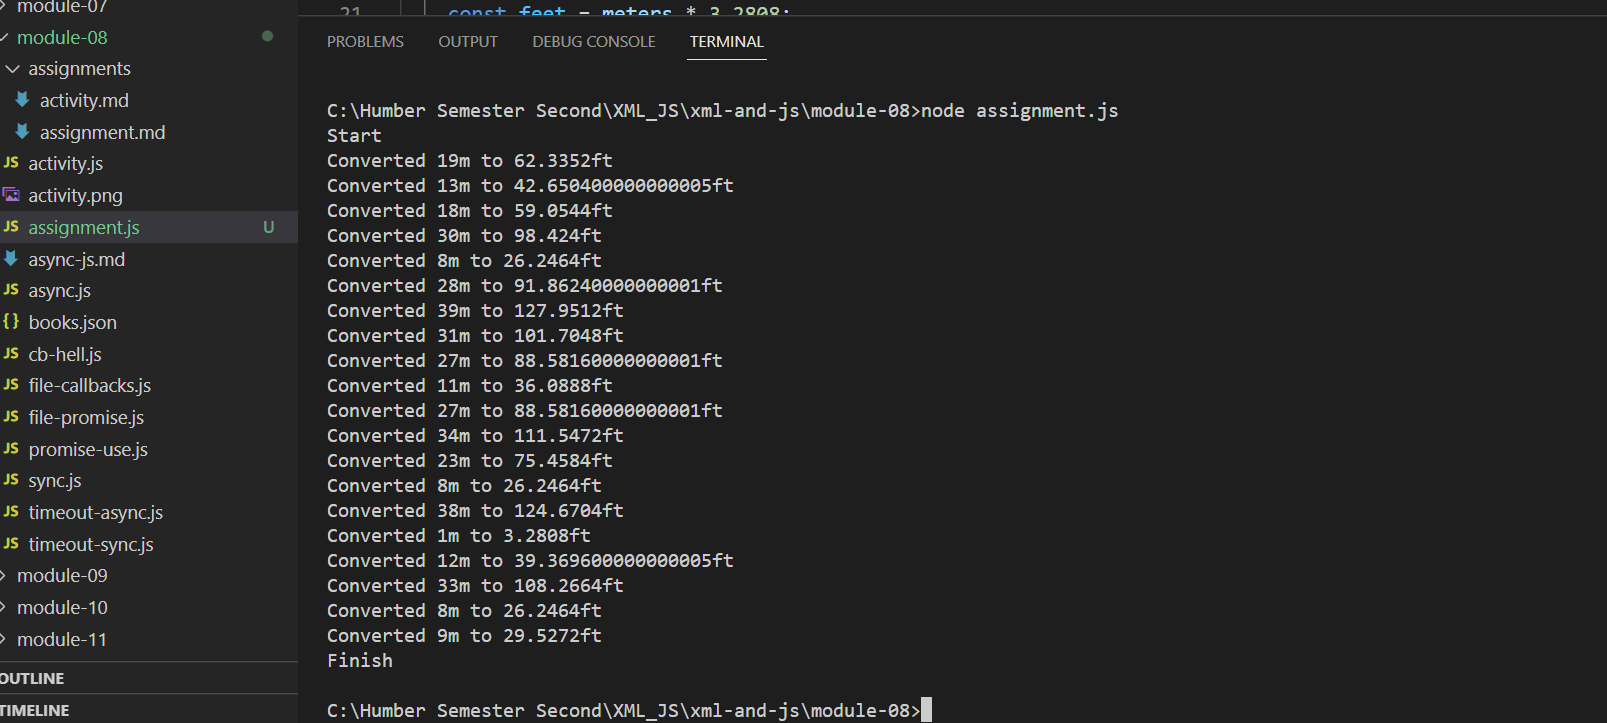 module-07
module-08
assignments
activity.md
assignment.md
JS activity.js
activity.png
JS assignment.js U
async-js.md
JS async.js
{} books.json
JS cb-hell.js
JS file-callbacks.js
JS file-promise.js
JS promise-use.js
JS sync.js
JS timeout-async.js
JS timeout-sync.js
module-09
module-10
module-11
OUTLINE
TIMELINE
21 const feet = meters * 3.2808;
PROBLEMS OUTPUT DEBUG CONSOLE TERMINAL
C:\Humber Semester Second\XML_JS\xml-and-js\module-08>node assignment.js
Start
Converted 19m to 62.3352ft
Converted 13m to 42.650400000000005ft
Converted 18m to 59.0544ft
Converted 30m to 98.424ft
Converted 8m to 26.2464ft
Converted 28m to 91.86240000000001ft
Converted 39m to 127.9512ft
Converted 31m to 101.7048ft
Converted 27m to 88.58160000000001ft
Converted 11m to 36.0888ft
Converted 27m to 88.58160000000001ft
Converted 34m to 111.5472ft
Converted 23m to 75.4584ft
Converted 8m to 26.2464ft
Converted 38m to 124.6704ft
Converted 1m to 3.2808ft
Converted 12m to 39.369600000000005ft
Converted 33m to 108.2664ft
Converted 8m to 26.2464ft
Converted 9m to 29.5272ft
Finish
C:\Humber Semester Second\XML_JS\xml-and-js\module-08>